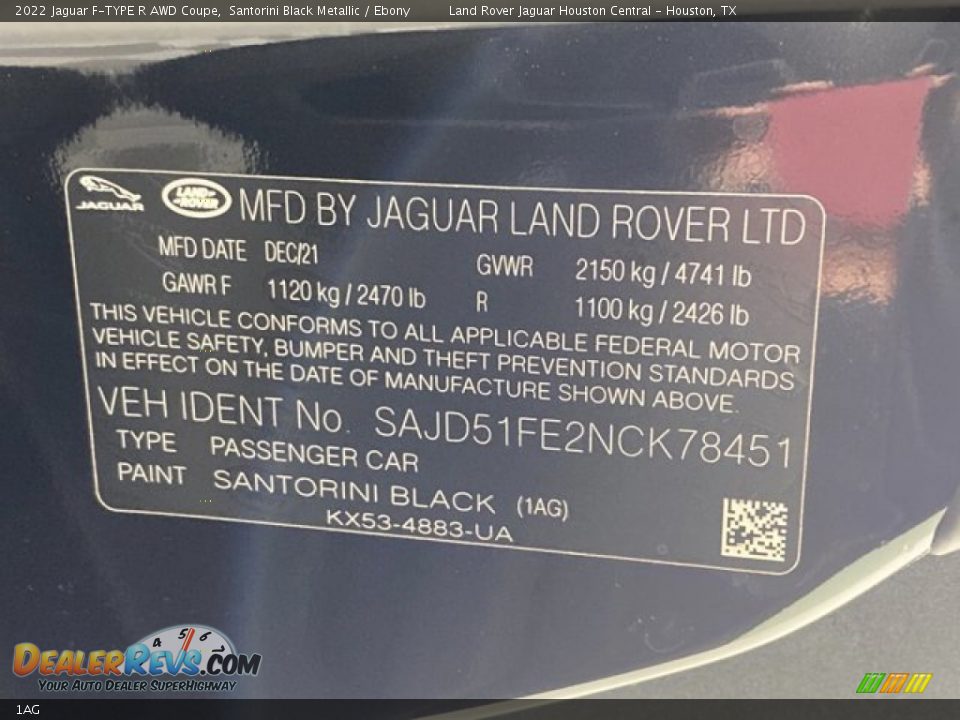 2022 Jaguar F-TYPE R AWD Coupe, Santorini Black Metallic / Ebony Land Rover Jaguar Houston Central - Houston, TX
JAGUAR LAND ROVER MFD BY JAGUAR LAND ROVER LTD
MFD DATE DEC/21
GVWR 2150 kg / 4741 lb
GAWR F 1120 kg / 2470 lb R 1100 kg / 2426 lb
THIS VEHICLE CONFORMS TO ALL APPLICABLE FEDERAL MOTOR
VEHICLE SAFETY, BUMPER AND THEFT PREVENTION STANDARDS
IN EFFECT ON THE DATE OF MANUFACTURE SHOWN ABOVE.
VEH IDENT No. SAJD51FE2NCK78451
TYPE PASSENGER CAR
PAINT SANTORINI BLACK (1AG)
KX53-4883-UA
4 5 6
DEALERREVS.COM
YOUR AUTO DEALER SUPERHIGHWAY
1AG